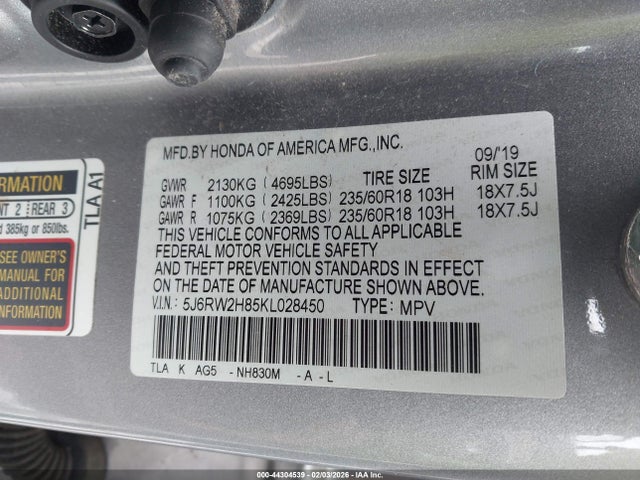 MFD.BY HONDA OF AMERICA MFG.,INC. 09/'19
GVWR 2130KG ( 4695LBS) TIRE SIZE RIM SIZE
GAWR F 1100KG ( 2425LBS) 235/60R18 103H 18X7.5J
GAWR R 1075KG ( 2369LBS) 235/60R18 103H 18X7.5J
THIS VEHICLE CONFORMS TO ALL APPLICABLE
FEDERAL MOTOR VEHICLE SAFETY
AND THEFT PREVENTION STANDARDS IN EFFECT
ON THE DATE OF MANUFACTURE SHOWN ABOVE.
V.I.N.: 5J6RW2H85KL028450 TYPE: MPV
TLA K AG5 - NH830M - A - L
RMATION
NT 2 REAR 3
d 385kg or 850lbs.
SEE OWNER'S
MANUAL FOR
ADDITIONAL
INFORMATION
TLA A1
000-44304539 - 02/03/2026 - IAA Inc.